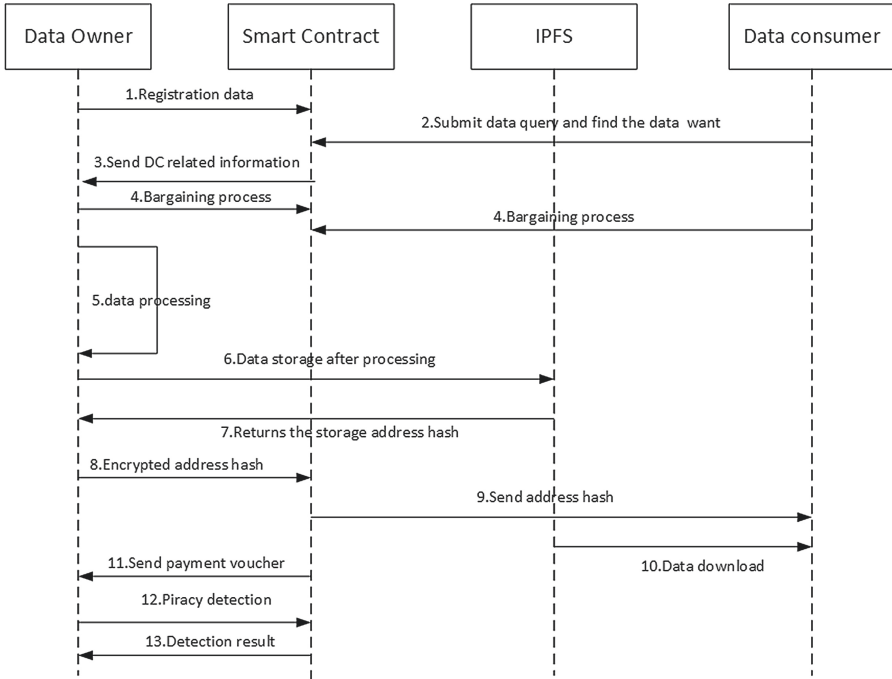 Data Owner
Smart Contract
IPFS
Data consumer
1.Registration data
2.Submit data query and find the data want
3.Send DC related information
4.Bargaining process
4.Bargaining process
5.data processing
6.Data storage after processing
7.Returns the storage address hash
8.Encrypted address hash
9.Send address hash
10.Data download
11.Send payment voucher
12.Piracy detection
13.Detection result